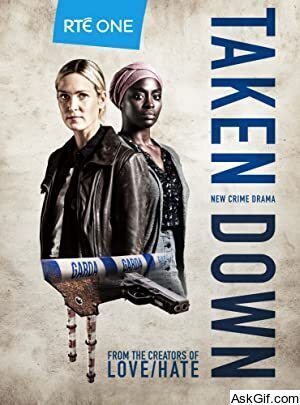 RTÉ ONE
TAKEN DOWN
NEW CRIME DRAMA
GARDA
GARDA
FROM THE CREATORS OF
LOVE/HATE
AskGif.com